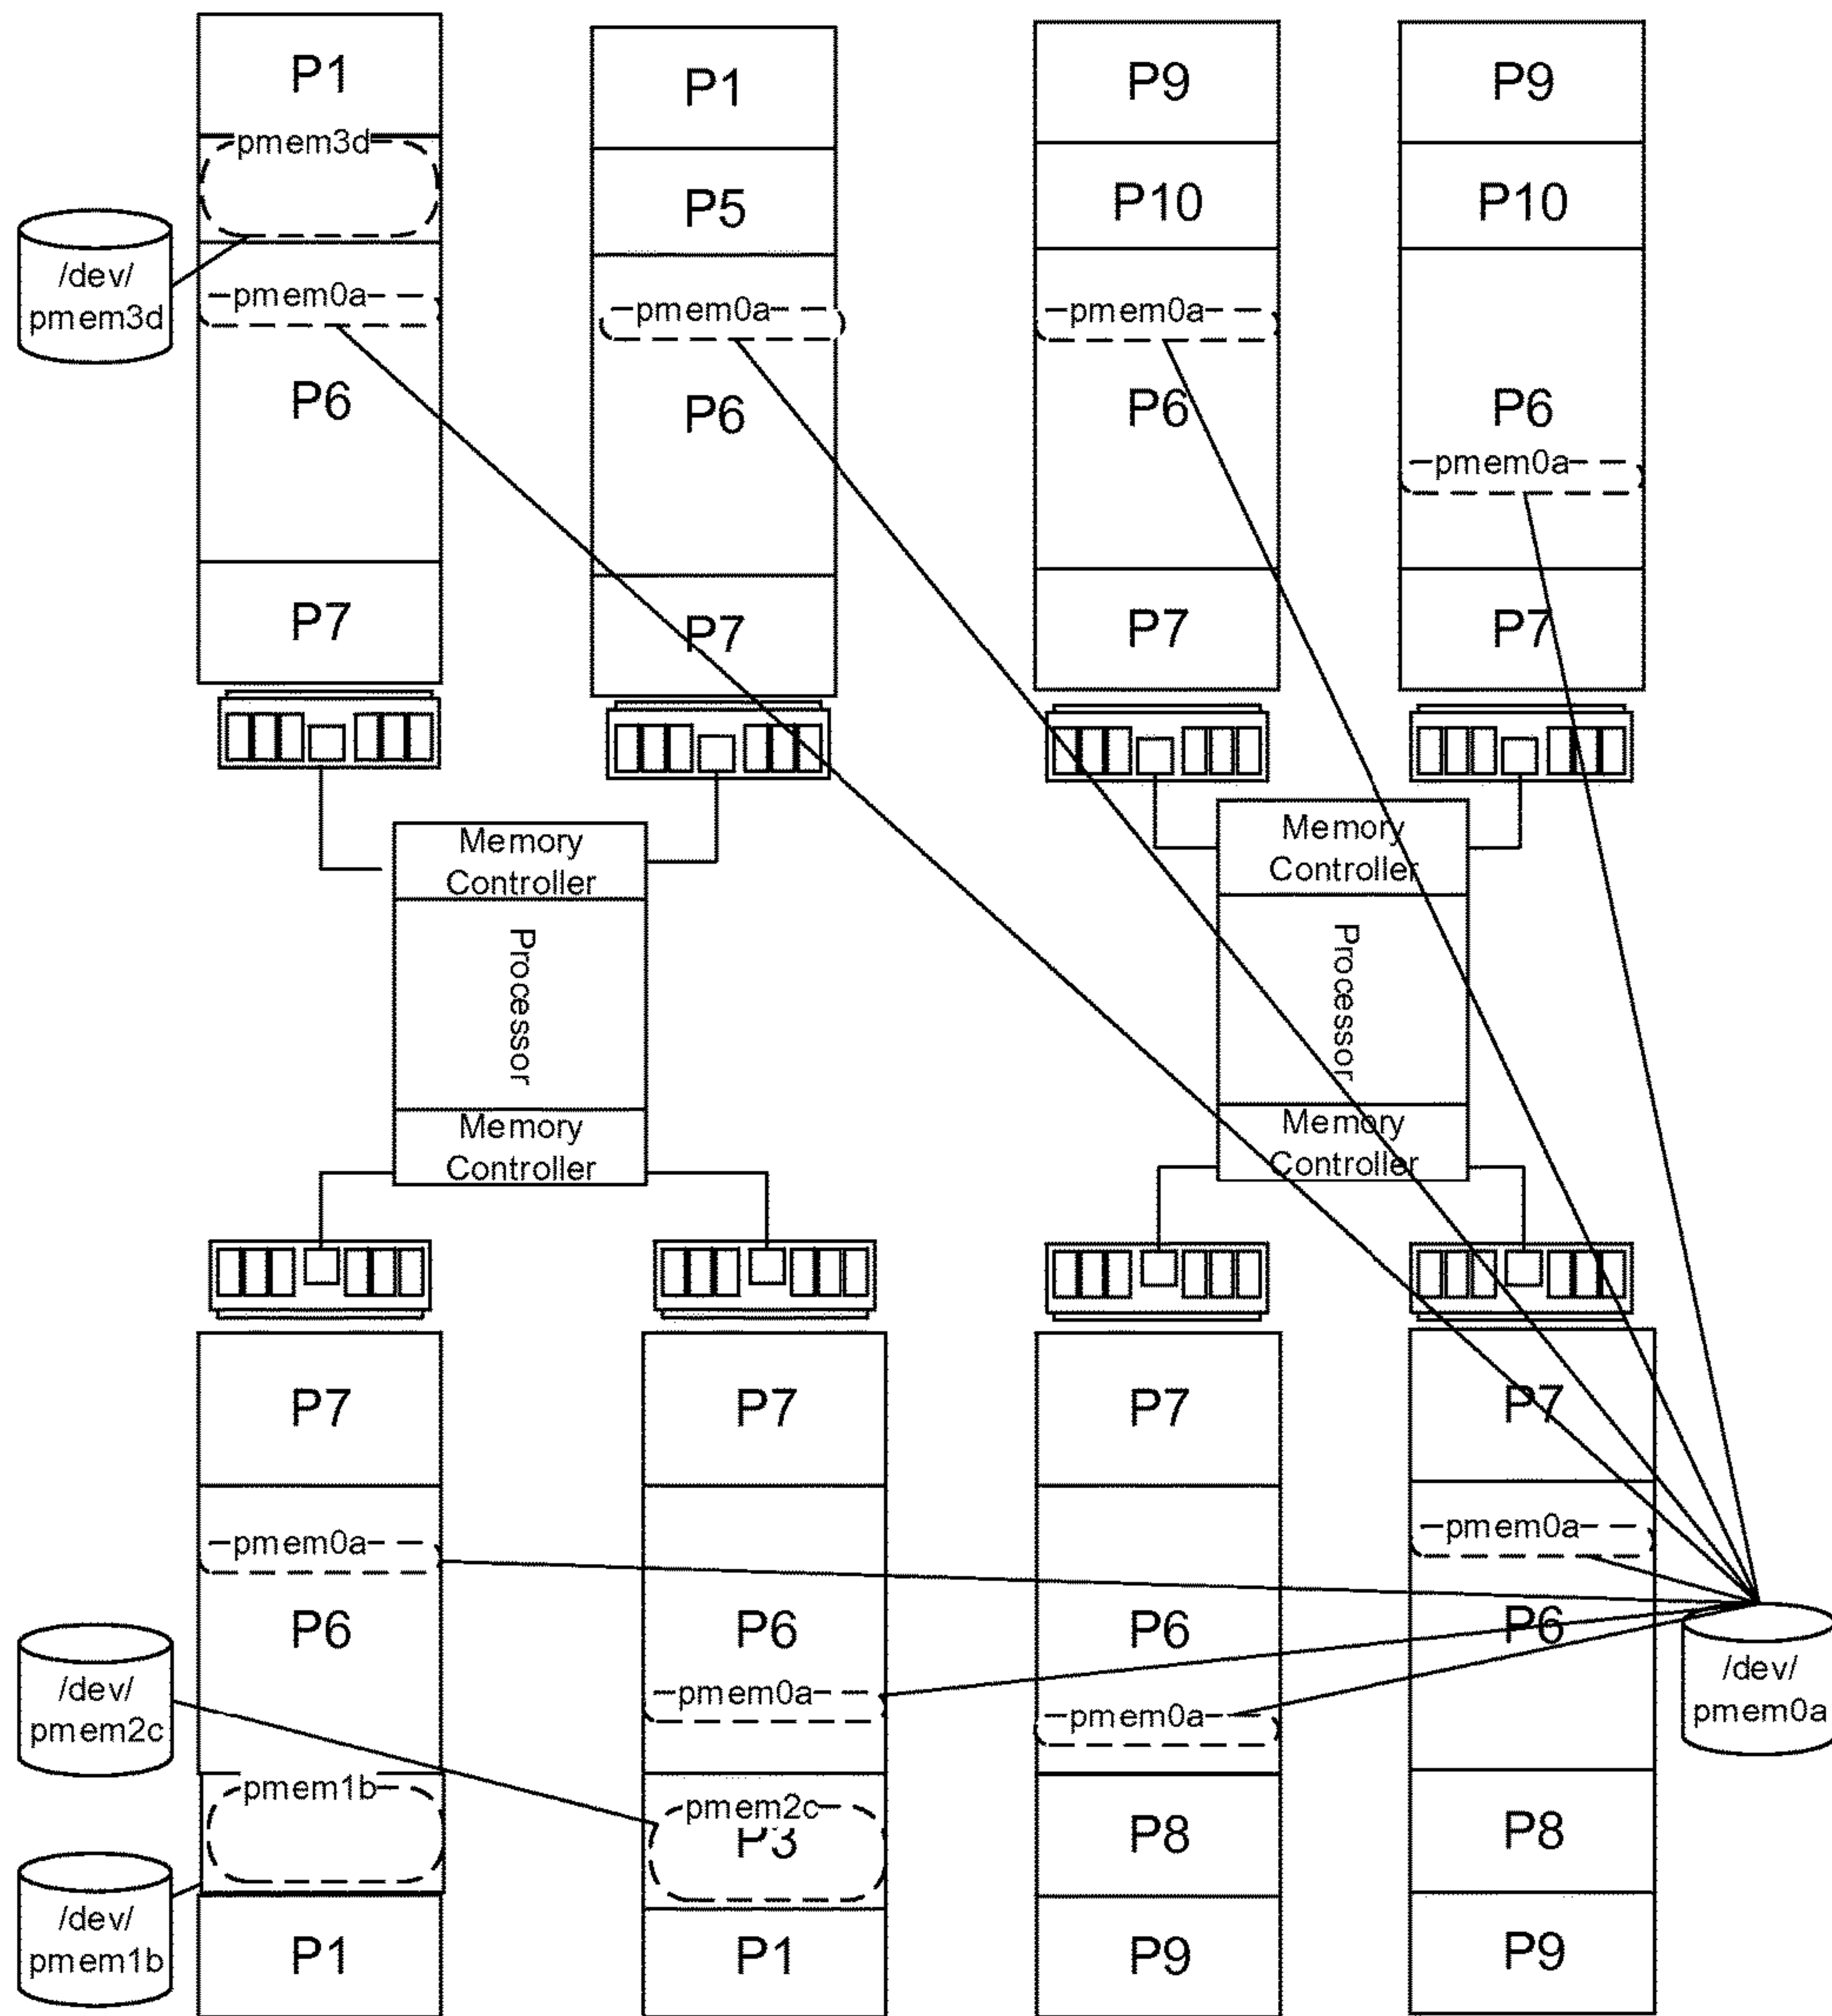 P1
pmem3d
/dev/
pmem3d
pmem0a
P6
P7
P1
P5
pmem0a
P6
P7
P9
P10
pmem0a
P6
P7
P9
P10
P6
pmem0a
P7
Memory
Controller
Processor
Memory
Controller
Memory
Controller
Processor
Memory
Controller
P7
pmem0a
P6
/dev/
pmem2c
pmem1b
/dev/
pmem1b
P1
P7
P6
pmem0a
pmem2c
P3
P1
P7
P6
pmem0a
P8
P9
P7
pmem0a
P6
P8
P9
/dev/
pmem0a